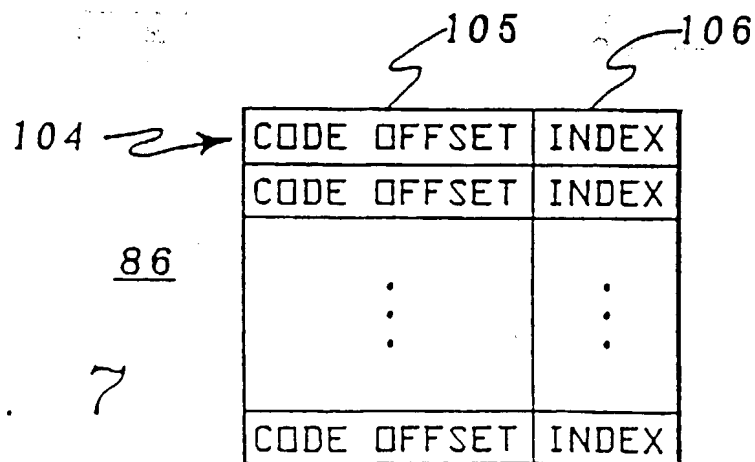 105 106
104 CODE OFFSET INDEX
CODE OFFSET INDEX
86
7
CODE OFFSET INDEX